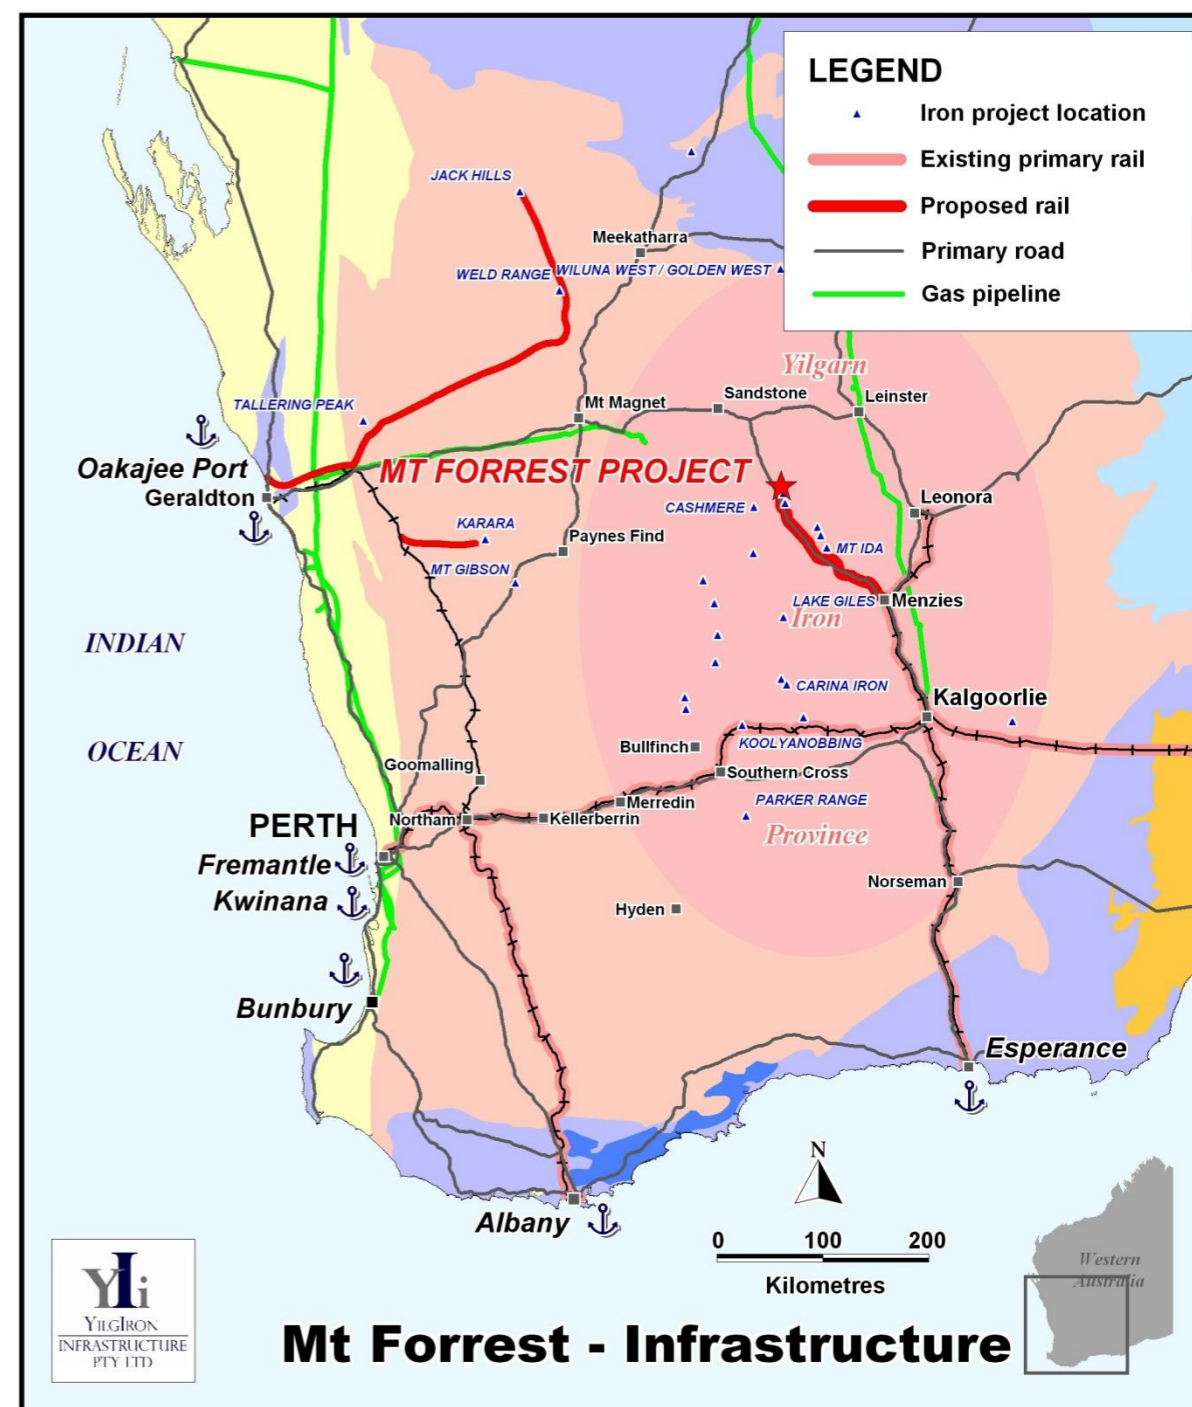 LEGEND
Iron project location
Existing primary rail
Proposed rail
Primary road
Gas pipeline
JACK HILLS
Meekatharra
WELD RANGE
WILUNA WEST / GOLDEN WEST
Yilgarn
Sandstone
Leinster
Mt Magnet
TALLERING PEAK
Oakajee Port
MT FORREST PROJECT
Geraldton
Leonora
CASHMERE
KARARA
Paynes Find
MT IDA
MT GIBSON
LAKE GILES
Menzies
Iron
INDIAN
CARINA IRON
Kalgoorlie
OCEAN
Bullfinch
KOOLYANOBBING
Goomalling
Southern Cross
Merredin
PARKER RANGE
PERTH
Northam
Kellerberrin
Province
Fremantle
Norseman
Kwinana
Hyden
Bunbury
Esperance
N
Albany
0 100 200
Kilometres
Western
Australia
YIi
YILGIRON
INFRASTRUCTURE
PTY LTD
Mt Forrest - Infrastructure